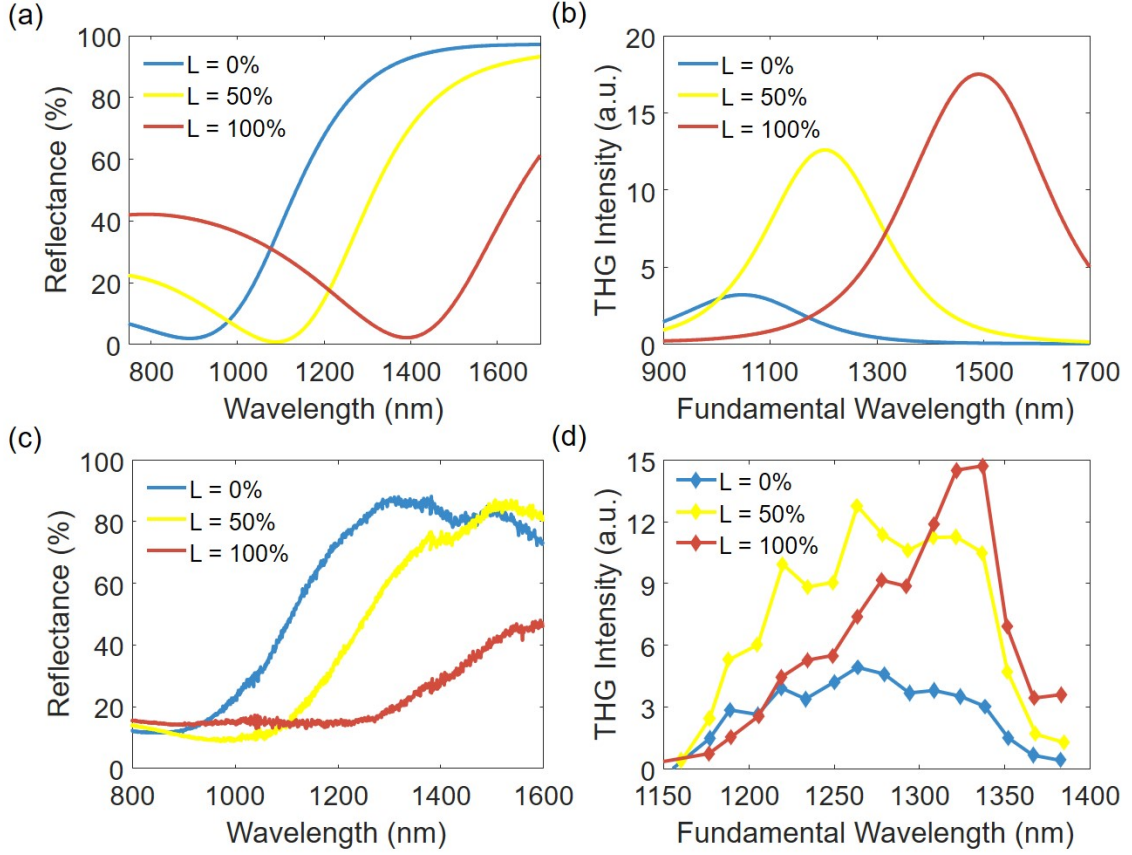 (a)
100
80
60
40
20
0
Reflectance (%)
L = 0%
L = 50%
L = 100%
800 1000 1200 1400 1600
Wavelength (nm)
(b)
20
15
10
5
0
THG Intensity (a.u.)
L = 0%
L = 50%
L = 100%
900 1100 1300 1500 1700
Fundamental Wavelength (nm)
(c)
100
80
60
40
20
0
Reflectance (%)
L = 0%
L = 50%
L = 100%
800 1000 1200 1400 1600
Wavelength (nm)
(d)
15
12
9
6
3
0
THG Intensity (a.u.)
L = 0%
L = 50%
L = 100%
1150 1200 1250 1300 1350 1400
Fundamental Wavelength (nm)